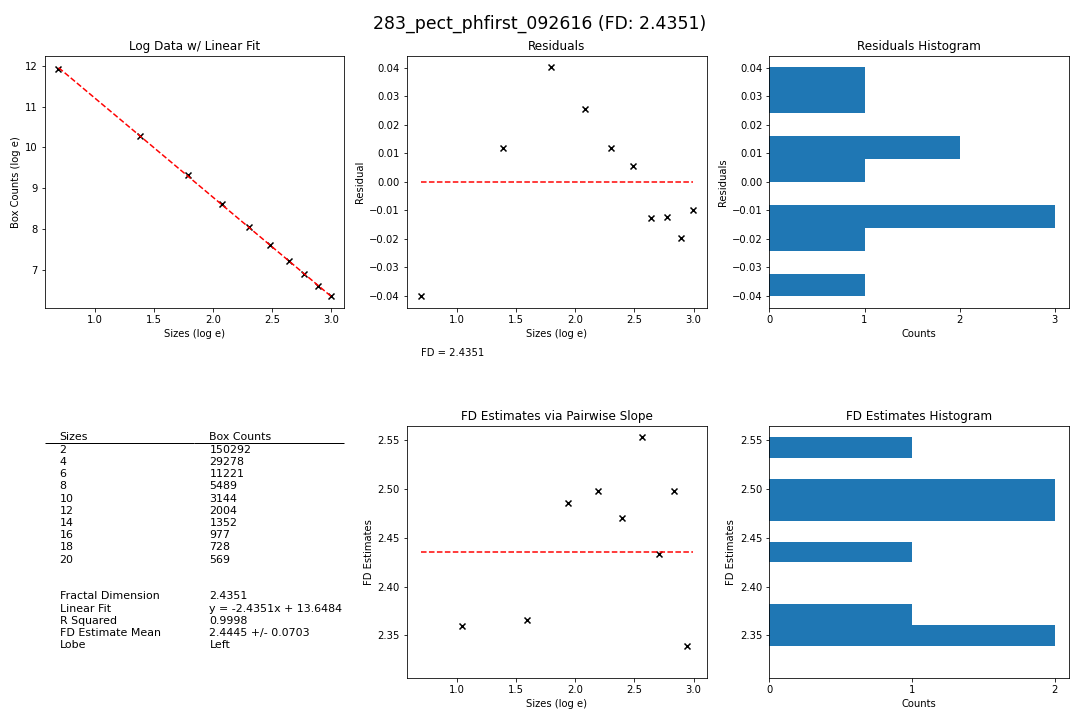 283_pect_phfirst_092616 (FD: 2.4351)
Log Data w/ Linear Fit
12
11
10
9
8
7
Box Counts (log e)
1.0 1.5 2.0 2.5 3.0
Sizes (log e)
Residuals
0.04
0.03
0.02
0.01
0.00
−0.01
−0.02
−0.03
−0.04
Residual
1.0 1.5 2.0 2.5 3.0
Sizes (log e)
FD = 2.4351
Residuals Histogram
0.04
0.03
0.02
0.01
0.00
−0.01
−0.02
−0.03
−0.04
Residuals
0 1 2 3
Counts
Sizes Box Counts
2 150292
4 29278
6 11221
8 5489
10 3144
12 2004
14 1352
16 977
18 728
20 569
Fractal Dimension 2.4351
Linear Fit y = -2.4351x + 13.6484
R Squared 0.9998
FD Estimate Mean 2.4445 +/- 0.0703
Lobe Left
FD Estimates via Pairwise Slope
2.55
2.50
2.45
2.40
2.35
FD Estimates
1.0 1.5 2.0 2.5 3.0
Sizes (log e)
FD Estimates Histogram
2.55
2.50
2.45
2.40
2.35
FD Estimates
0 1 2
Counts